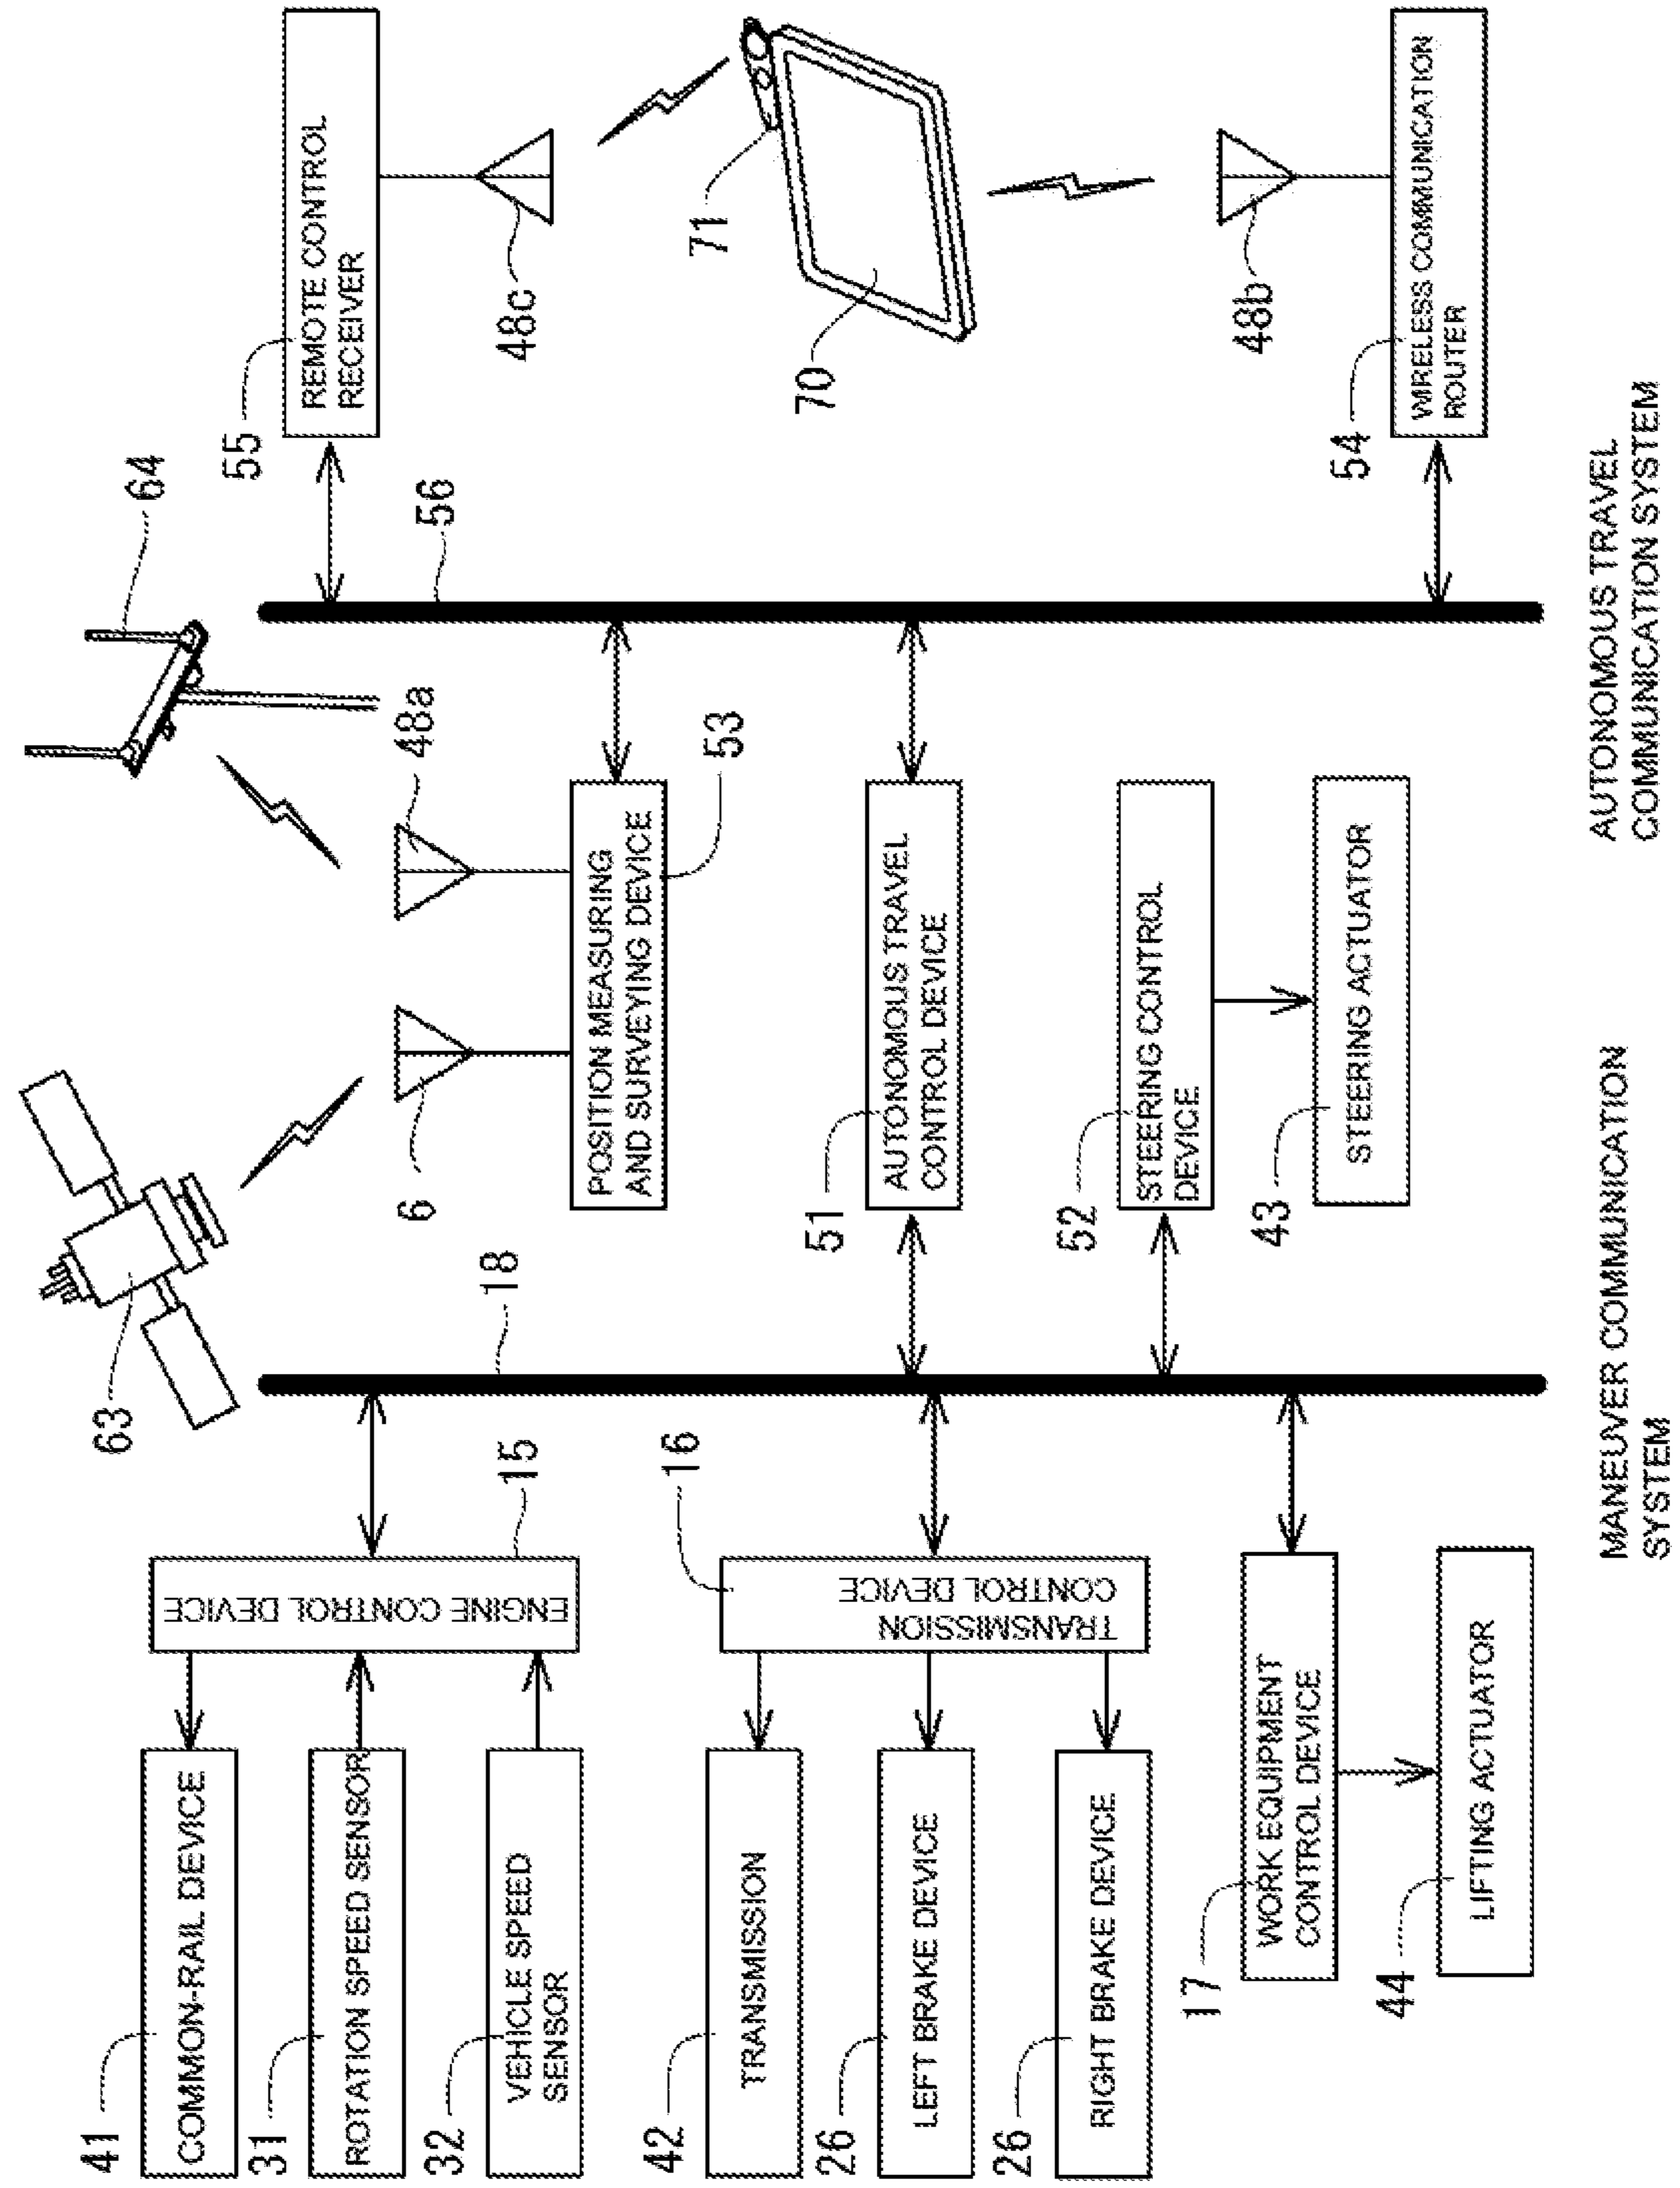 41
COMMON-RAIL DEVICE
31
ROTATION SPEED SENSOR
32
VEHICLE SPEED
SENSOR
15
ENGINE CONTROL DEVICE
42
TRANSMISSION
26
LEFT BRAKE DEVICE
26
RIGHT BRAKE DEVICE
16
TRANSMISSION
CONTROL DEVICE
17
WORK EQUIPMENT
CONTROL DEVICE
44
LIFTING ACTUATOR
63
18
MANEUVER COMMUNICATION
SYSTEM
6
48a
64
POSITION MEASURING
AND SURVEYING DEVICE
53
51
AUTONOMOUS TRAVEL
CONTROL DEVICE
52
STEERING CONTROL
DEVICE
43
STEERING ACTUATOR
56
AUTONOMOUS TRAVEL
COMMUNICATION SYSTEM
55
REMOTE CONTROL
RECEIVER
48c
71
70
48b
54
WIRELESS COMMUNICATION
ROUTER